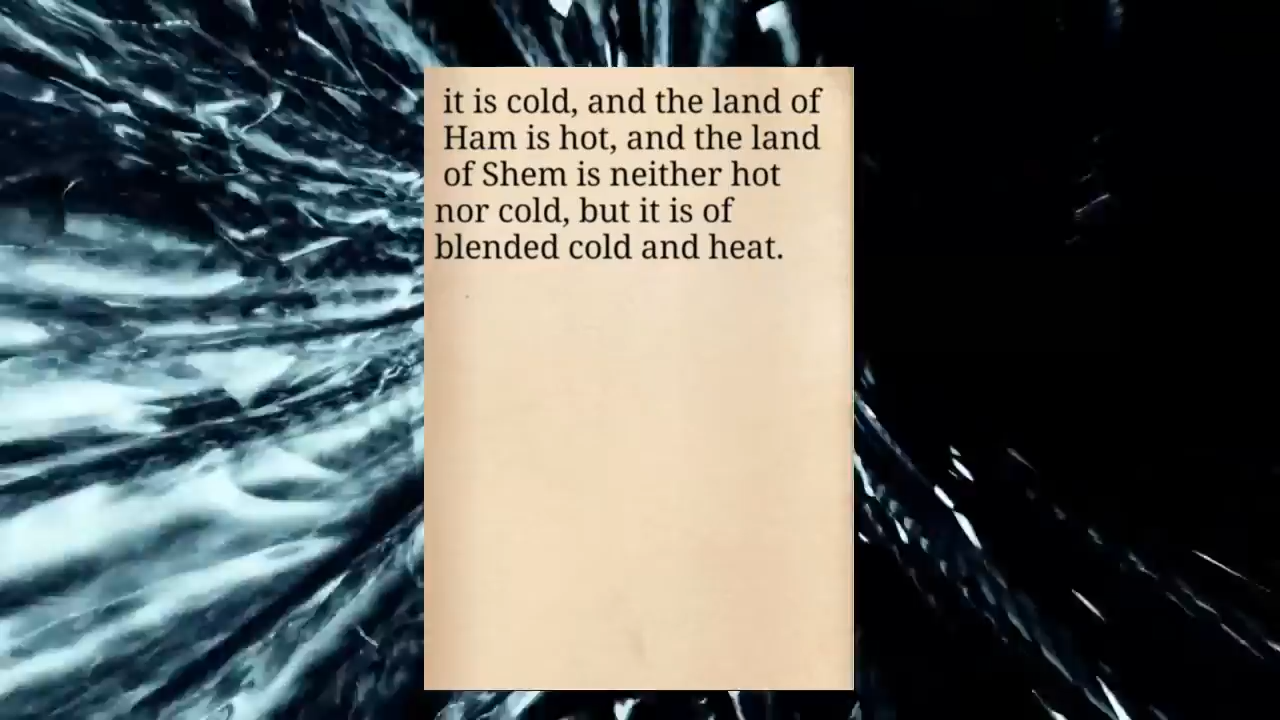 it is cold, and the land of
Ham is hot, and the land
of Shem is neither hot
nor cold, but it is of
blended cold and heat.